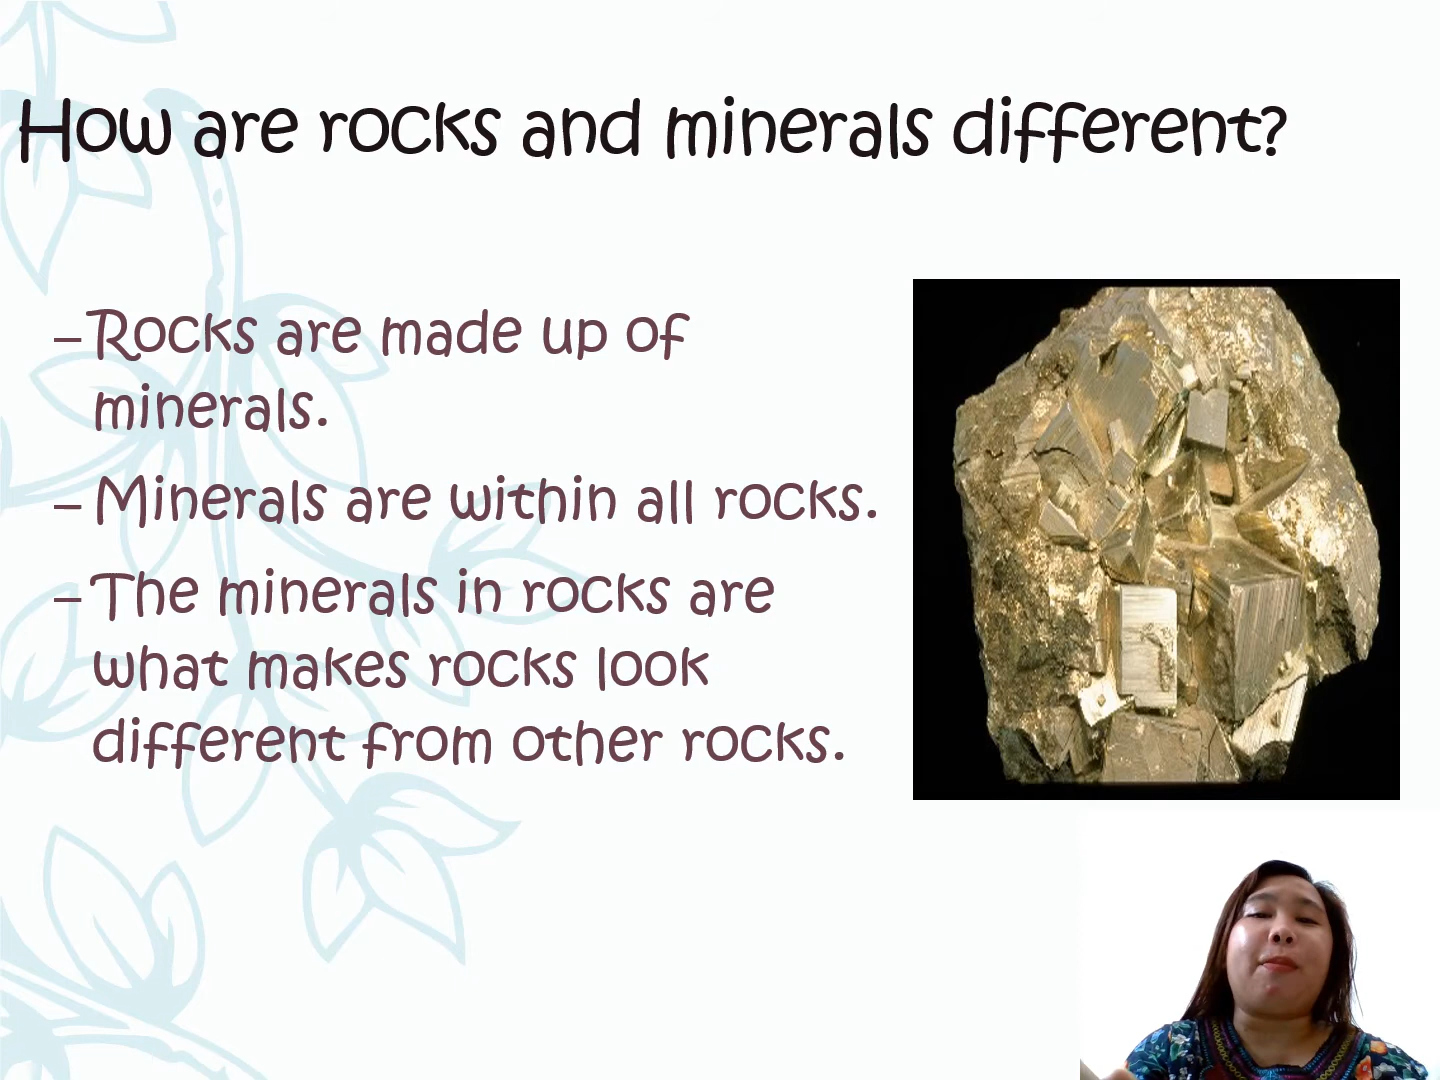 How are rocks and minerals different?
–Rocks are made up of
minerals.
– Minerals are within all rocks.
– The minerals in rocks are
what makes rocks look
different from other rocks.